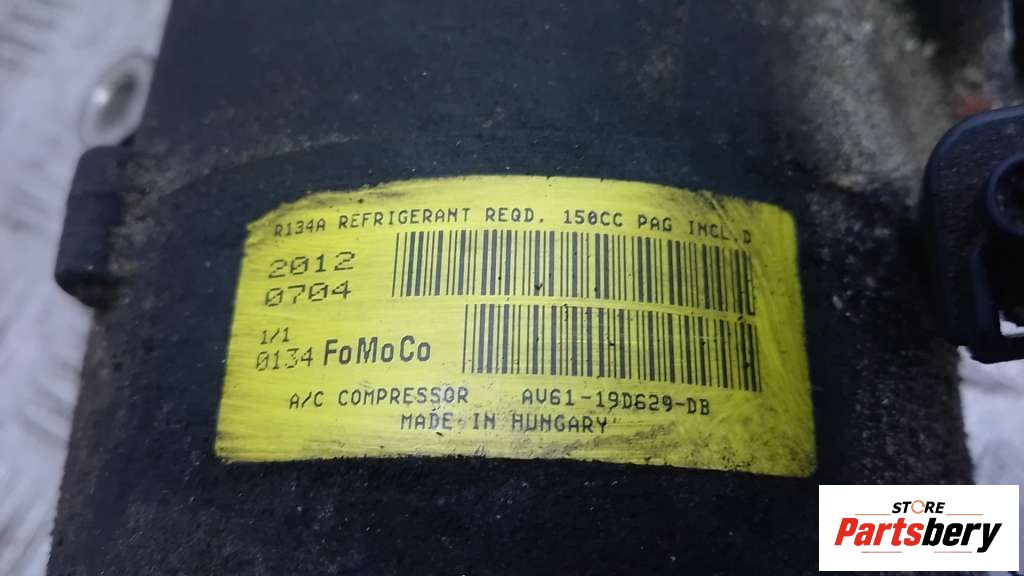 R134A REFRIGERANT REQD. 150CC PAG INCL.D
2012
0704
1/1
0134 FoMoCo
A/C COMPRESSOR AV61-19D629-DB
MADE IN HUNGARY
STORE
Partsbery